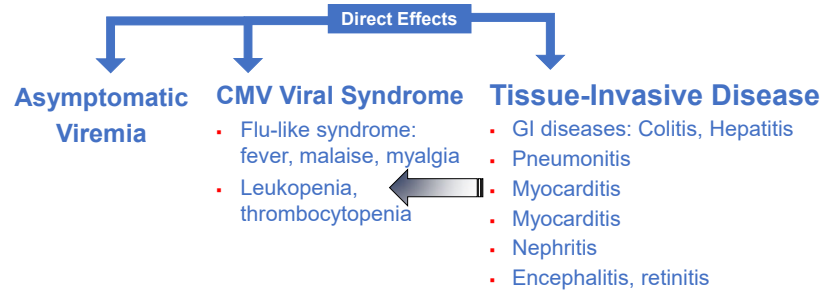 Direct Effects
Asymptomatic
Viremia
CMV Viral Syndrome
▪ Flu-like syndrome:
fever, malaise, myalgia
▪ Leukopenia,
thrombocytopenia
Tissue-Invasive Disease
▪ GI diseases: Colitis, Hepatitis
▪ Pneumonitis
▪ Myocarditis
▪ Myocarditis
▪ Nephritis
▪ Encephalitis, retinitis